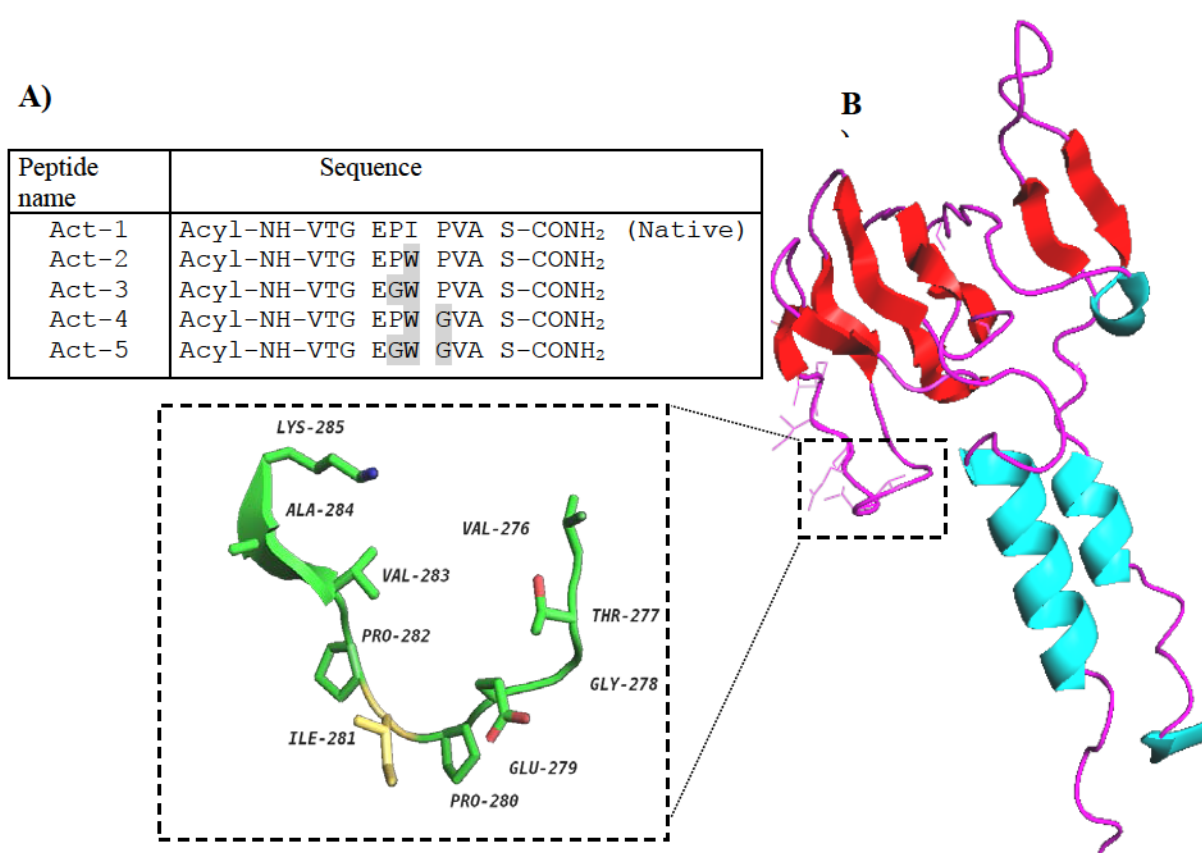 A)
B
`
Peptide name Sequence
Act-1 Acyl-NH-VTG EPI PVA S-CONH₂ (Native)
Act-2 Acyl-NH-VTG EPW PVA S-CONH₂
Act-3 Acyl-NH-VTG EGW PVA S-CONH₂
Act-4 Acyl-NH-VTG EPW GVA S-CONH₂
Act-5 Acyl-NH-VTG EGW GVA S-CONH₂
LYS-285
ALA-284
VAL-276
VAL-283
THR-277
PRO-282
GLY-278
ILE-281
GLU-279
PRO-280